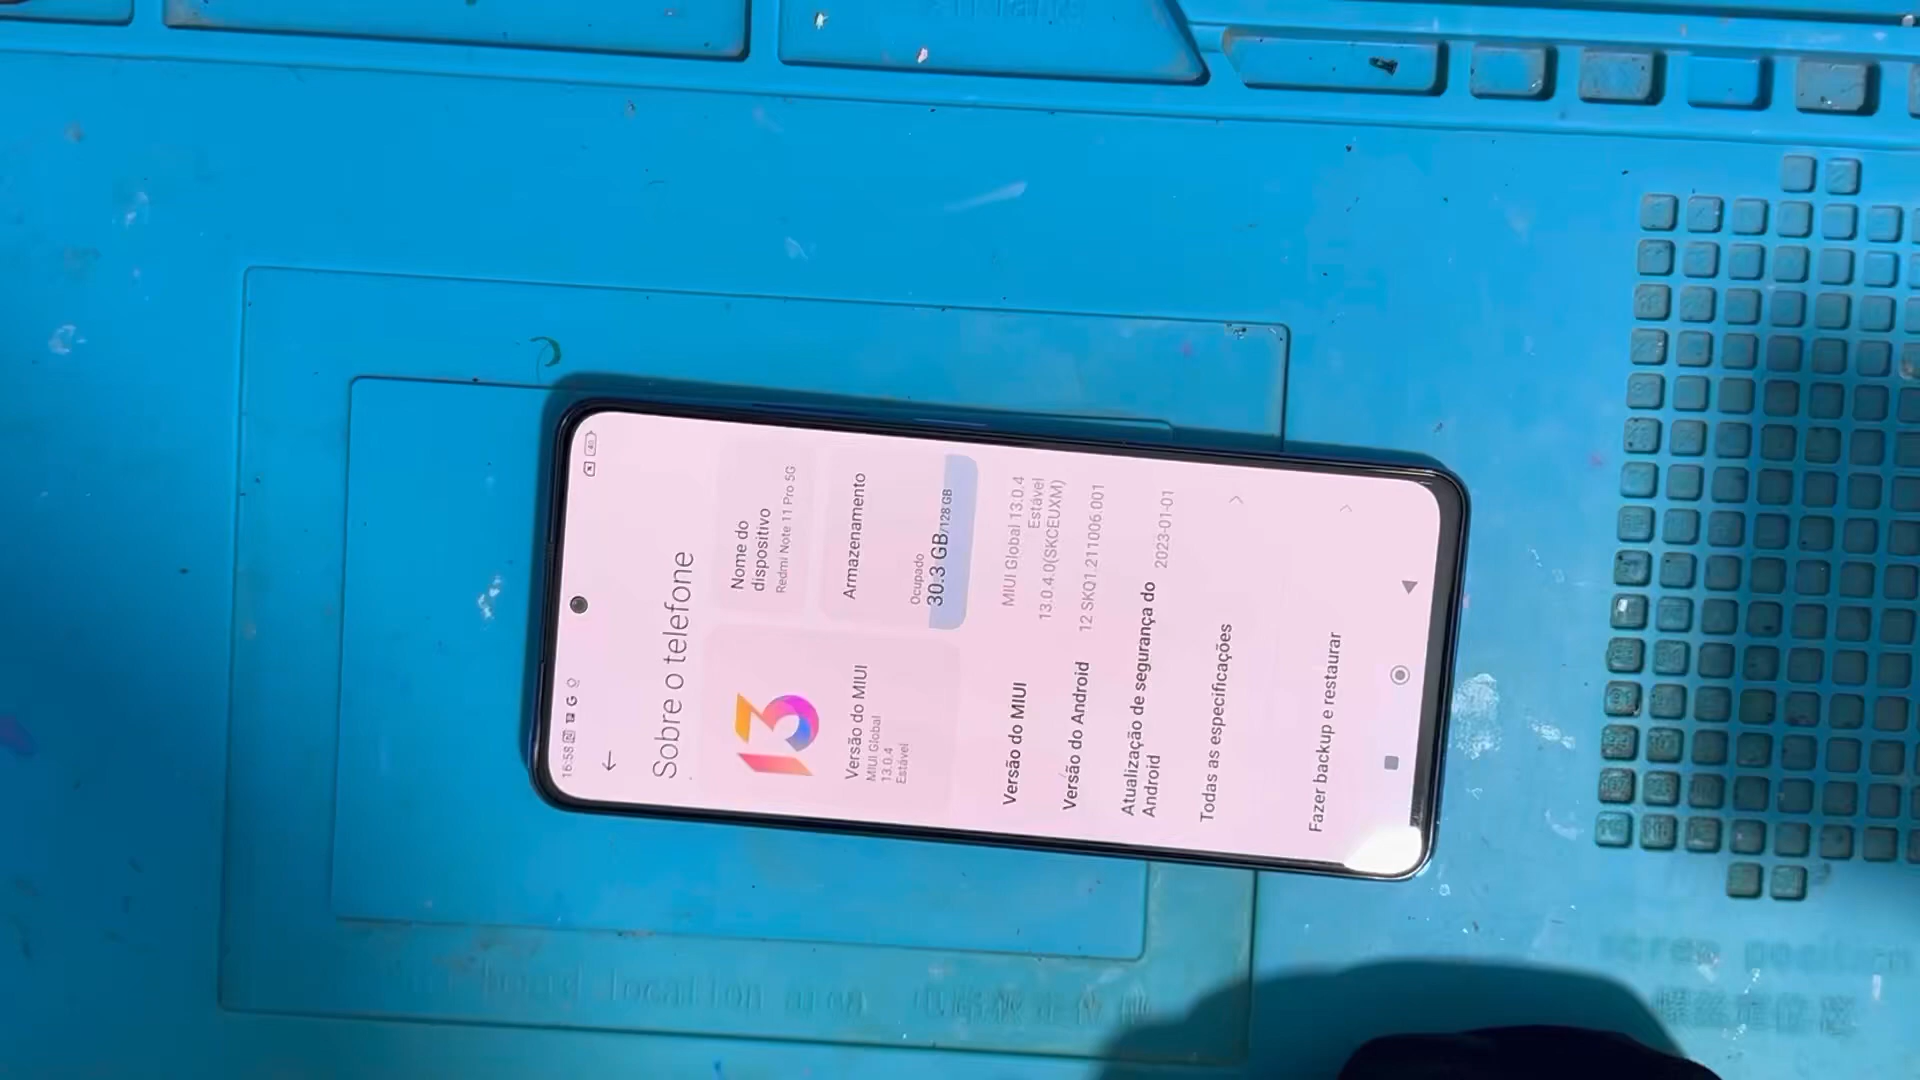 16:58
Sobre o telefone
13
Versão do MIUI
MIUI Global
13.0.4
Estável
Nome do
dispositivo
Redmi Note 11 Pro 5G
Armazenamento
Ocupado
30.3 GB/128 GB
Versão do MIUI
MIUI Global 13.0.4
Estável
13.0.4.0(SKCEUXM)
Versão do Android
12 SKQ1.211006.001
Atualização de segurança do
Android
2023-01-01
Todas as especificações
Fazer backup e restaurar
location area